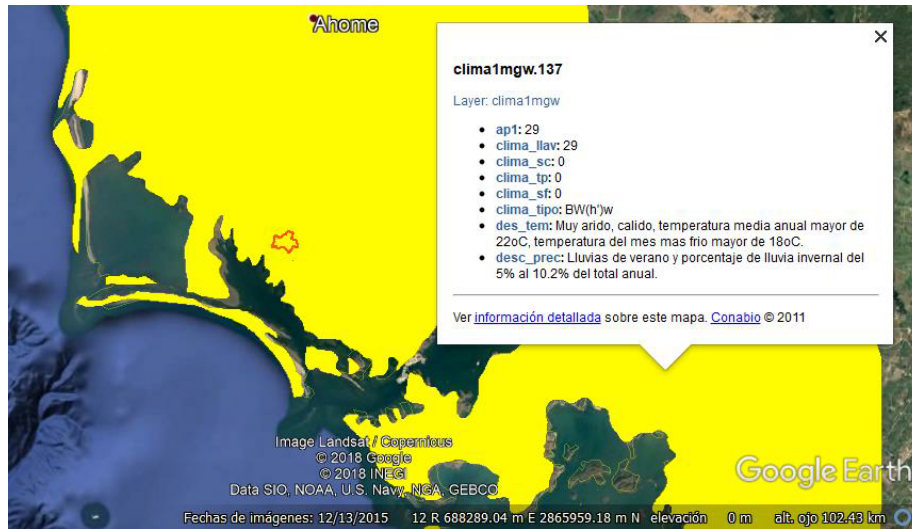 Ahome
clima1mgw.137
Layer: clima1mgw
ap1: 29
clima_llav: 29
clima_sc: 0
clima_tp: 0
clima_sf: 0
clima_tipo: BW(h')w
des_tem: Muy arido, calido, temperatura media anual mayor de
22oC, temperatura del mes mas frio mayor de 18oC.
desc_prec: Lluvias de verano y porcentaje de lluvia invernal del
5% al 10.2% del total anual.
Ver información detallada sobre este mapa. Conabio © 2011
Image Landsat / Copernicus
© 2018 Google
© 2018 INEGI
Data SIO, NOAA, U.S. Navy, NGA, GEBCO
Google Earth
Fechas de imágenes: 12/13/2015 12 R 688289.04 m E 2865959.18 m N elevación 0 m alt. ojo 102.43 km